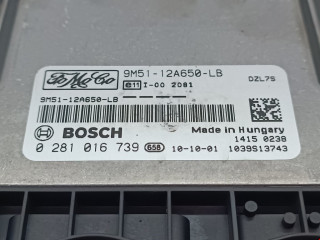 FoMoCo 9M51-12A650-LB DZL7S
e11 I-00 2081
9M51-12A650-LB
BOSCH Made in Hungary
1415 0238
0 281 016 739 658 10-10-01 1039S13743